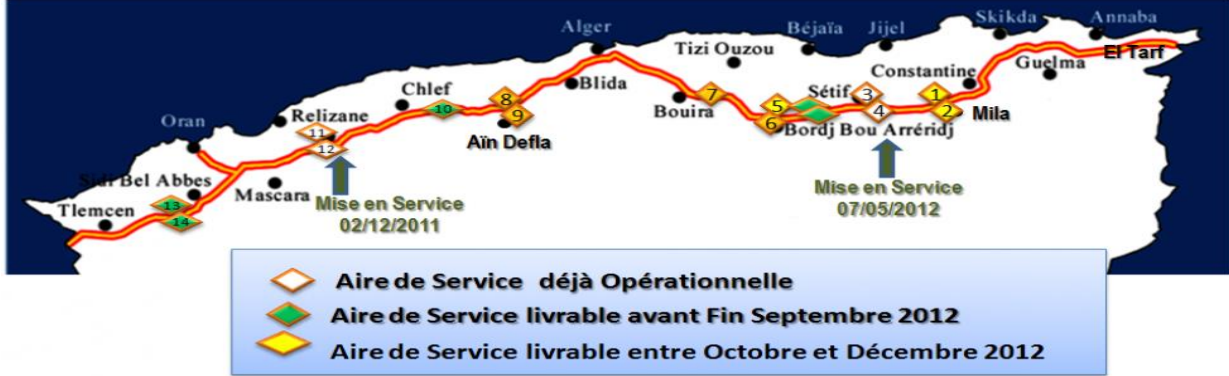 Skikda
Annaba
Alger
Béjaïa
Jijel
El Tarf
Tizi Ouzou
Guelma
Constantine
Blida
Chlef
Sétif
7
8
3
1
5
10
9
4
2
Mila
Bouira
6
Bordj Bou Arréridj
Relizane
Oran
11
Aïn Defla
12
Sidi Bel Abbes
Mascara
Mise en Service
07/05/2012
Mise en Service
02/12/2011
Tlemcen
13
14
Aire de Service déjà Opérationnelle
Aire de Service livrable avant Fin Septembre 2012
Aire de Service livrable entre Octobre et Décembre 2012